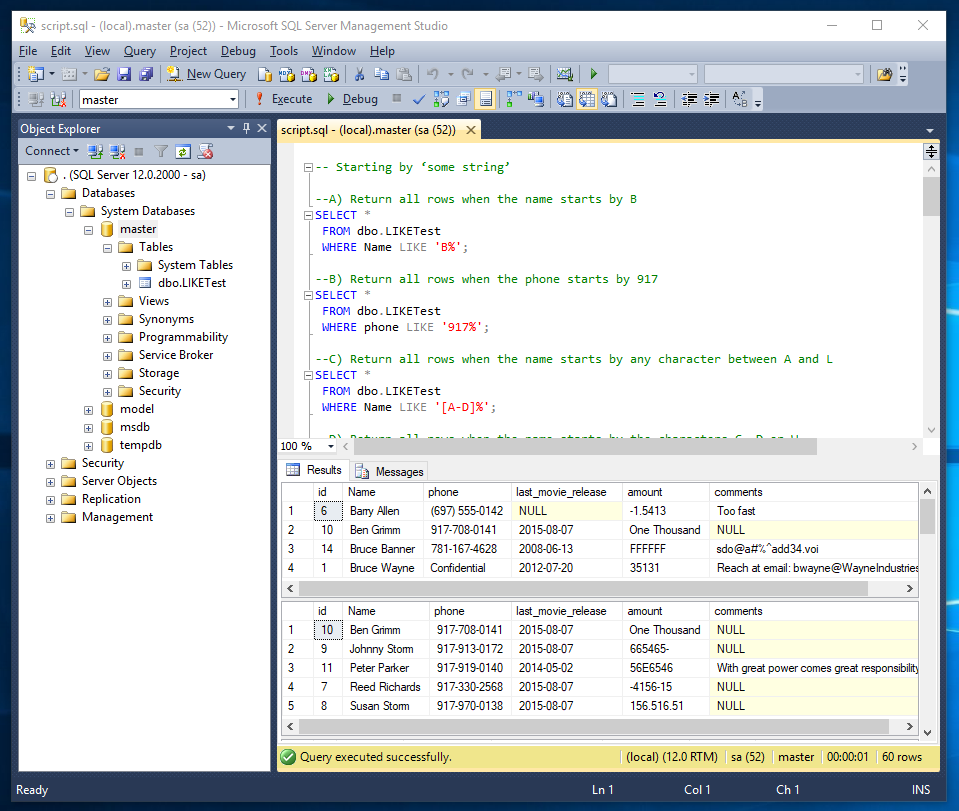 script.sql - (local).master (sa (52)) - Microsoft SQL Server Management Studio
File Edit View Query Project Debug Tools Window Help
New Query
master Execute Debug
Object Explorer
Connect
. (SQL Server 12.0.2000 - sa)
Databases
System Databases
master
Tables
System Tables
dbo.LIKETest
Views
Synonyms
Programmability
Service Broker
Storage
Security
model
msdb
tempdb
Security
Server Objects
Replication
Management
script.sql - (local).master (sa (52))
-- Starting by ‘some string’
--A) Return all rows when the name starts by B
SELECT *
FROM dbo.LIKETest
WHERE Name LIKE 'B%';
--B) Return all rows when the phone starts by 917
SELECT *
FROM dbo.LIKETest
WHERE phone LIKE '917%';
--C) Return all rows when the name starts by any character between A and L
SELECT *
FROM dbo.LIKETest
WHERE Name LIKE '[A-D]%';
100 %
Results Messages
id Name phone last_movie_release amount comments
1 6 Barry Allen (697) 555-0142 NULL -1.5413 Too fast
2 10 Ben Grimm 917-708-0141 2015-08-07 One Thousand NULL
3 14 Bruce Banner 781-167-4628 2008-06-13 FFFFFF sdo@a#%^add34.voi
4 1 Bruce Wayne Confidential 2012-07-20 35131 Reach at email: bwayne@WayneIndustries
id Name phone last_movie_release amount comments
1 10 Ben Grimm 917-708-0141 2015-08-07 One Thousand NULL
2 9 Johnny Storm 917-913-0172 2015-08-07 665465- NULL
3 11 Peter Parker 917-919-0140 2014-05-02 56E6546 With great power comes great responsibility
4 7 Reed Richards 917-330-2568 2015-08-07 -4156-15 NULL
5 8 Susan Storm 917-970-0138 2015-08-07 156.516.51 NULL
Query executed successfully. (local) (12.0 RTM) sa (52) master 00:00:01 60 rows
Ready Ln 1 Col 1 Ch 1 INS